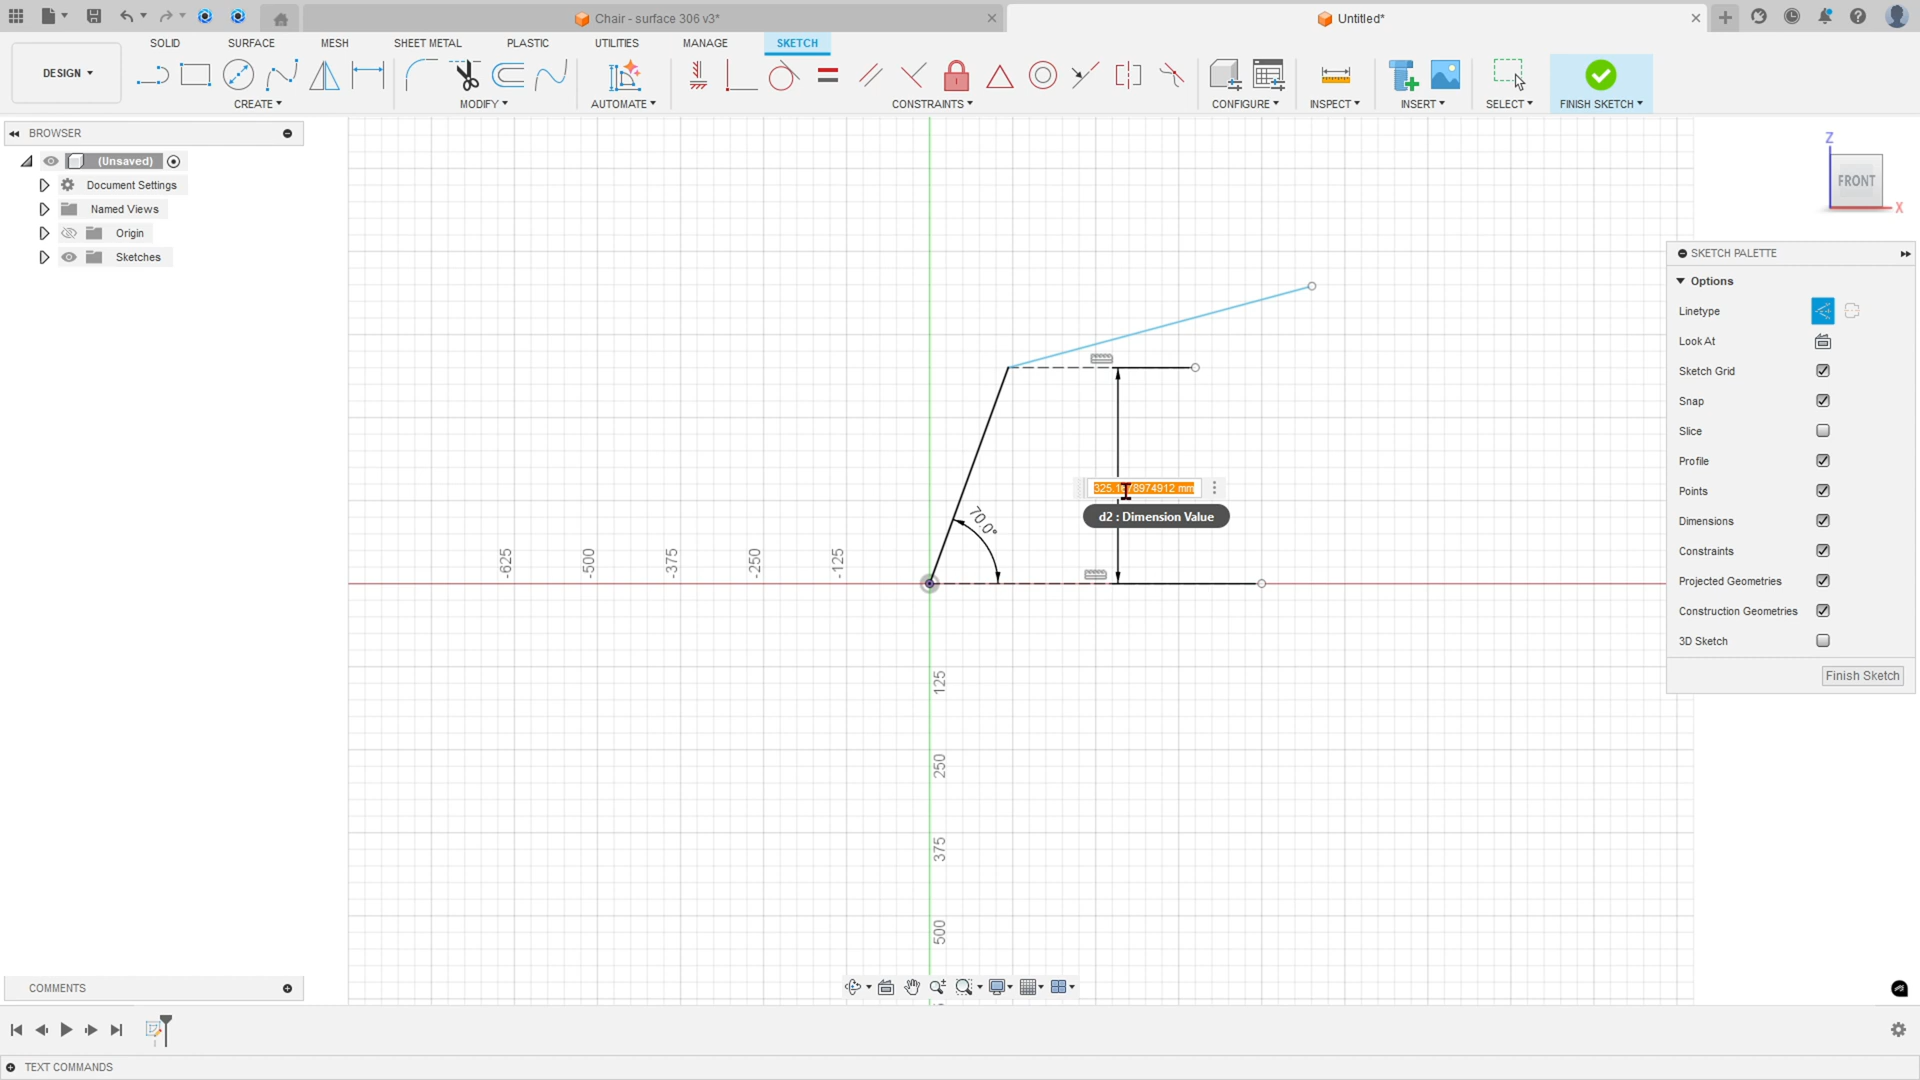 Chair - surface 306 v3*
Untitled*
SOLID
SURFACE
MESH
SHEET METAL
PLASTIC
UTILITIES
MANAGE
SKETCH
DESIGN
CREATE
MODIFY
AUTOMATE
CONSTRAINTS
CONFIGURE
INSPECT
INSERT
SELECT
FINISH SKETCH
BROWSER
(Unsaved)
Document Settings
Named Views
Origin
Sketches
Z
FRONT
X
SKETCH PALETTE
Options
Linetype
Look At
Sketch Grid
Snap
Slice
Profile
Points
Dimensions
Constraints
Projected Geometries
Construction Geometries
3D Sketch
Finish Sketch
d2 : Dimension Value
70.0°
-625
-500
-375
-250
-125
125
250
375
500
COMMENTS
TEXT COMMANDS